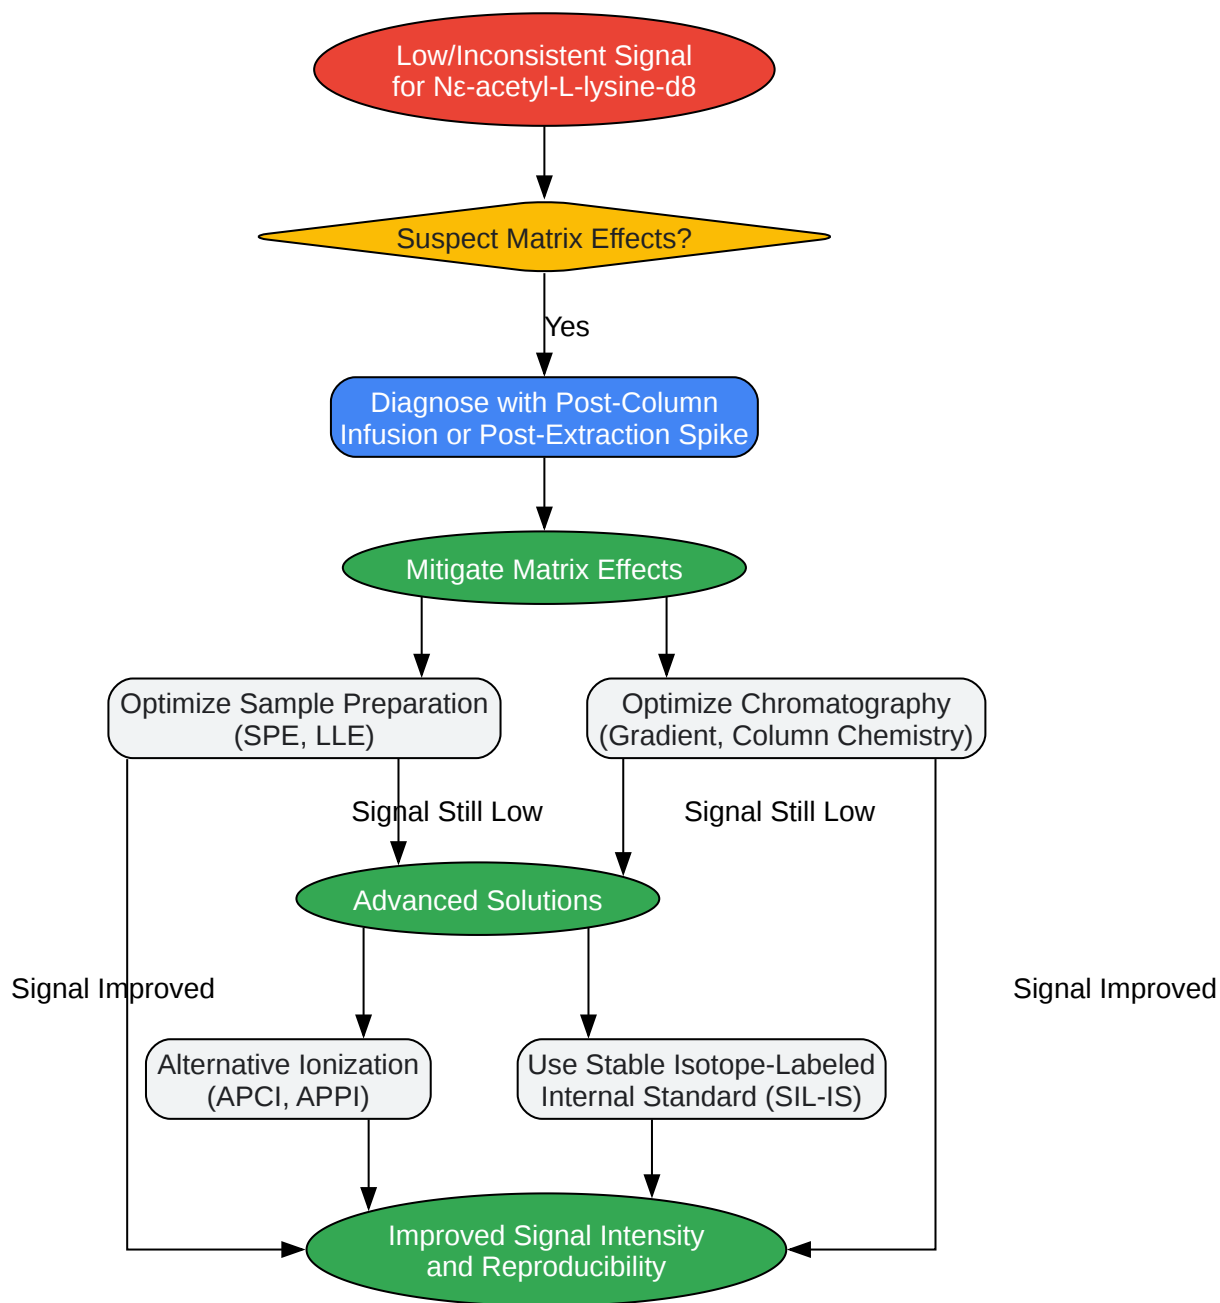 Low/Inconsistent Signal
for Nε-acetyl-L-lysine-d8
Suspect Matrix Effects?
Yes
Diagnose with Post-Column
Infusion or Post-Extraction Spike
Mitigate Matrix Effects
Optimize Sample Preparation
(SPE, LLE)
Optimize Chromatography
(Gradient, Column Chemistry)
Signal Still Low
Signal Still Low
Advanced Solutions
Signal Improved
Signal Improved
Alternative Ionization
(APCI, APPI)
Use Stable Isotope-Labeled
Internal Standard (SIL-IS)
Improved Signal Intensity
and Reproducibility